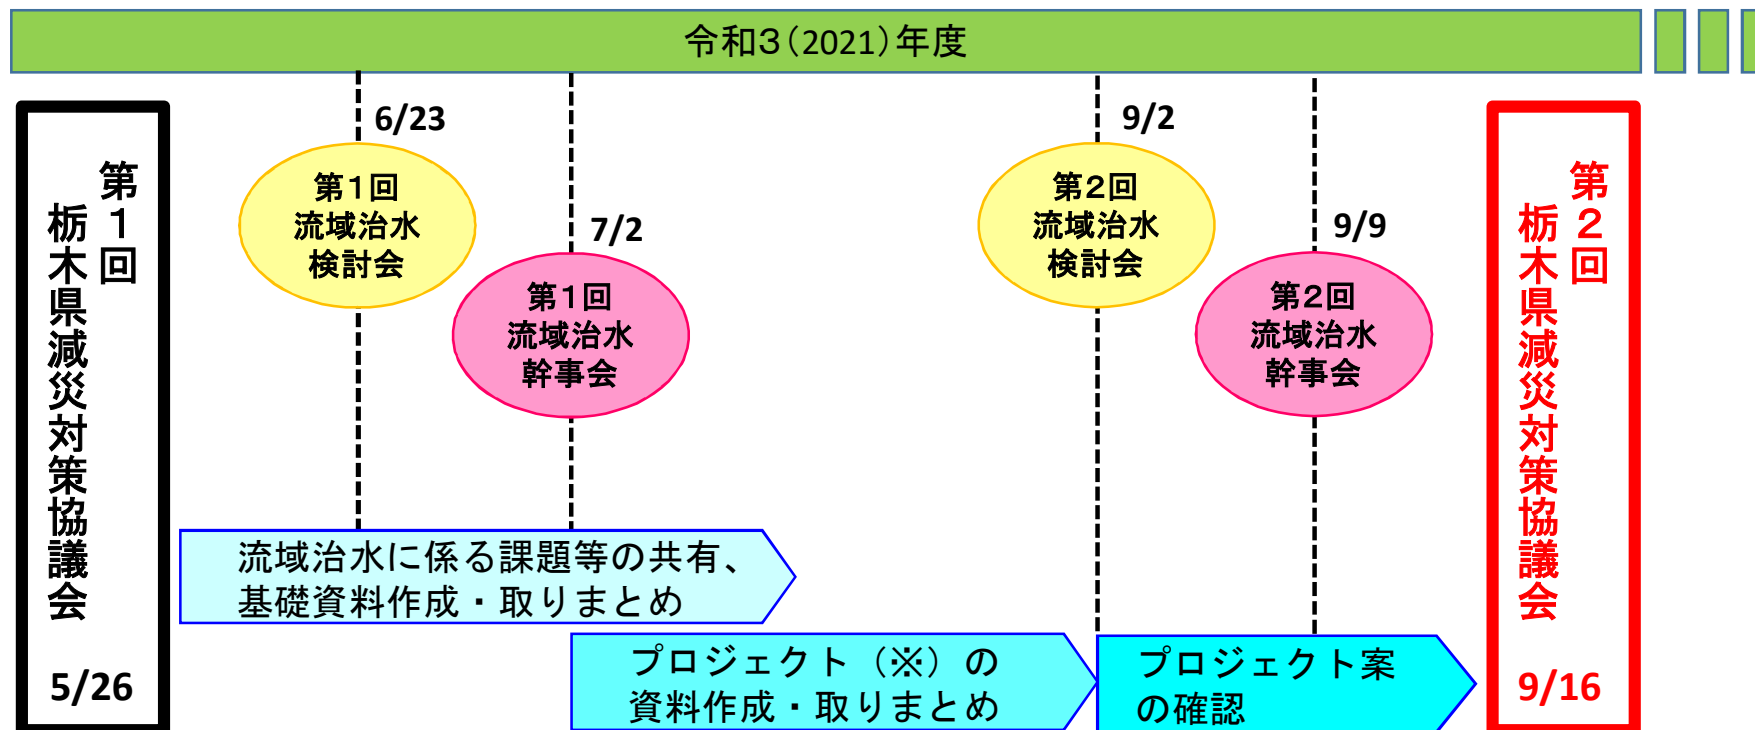 令和３（2021）年度
第１回
栃木県減災対策協議会
5/26
6/23
第１回
流域治水
検討会
7/2
第１回
流域治水
幹事会
9/2
第２回
流域治水
検討会
9/9
第２回
流域治水
幹事会
第２回
栃木県減災対策協議会
9/16
流域治水に係る課題等の共有、
基礎資料作成・取りまとめ
プロジェクト（※）の
資料作成・取りまとめ
プロジェクト案
の確認